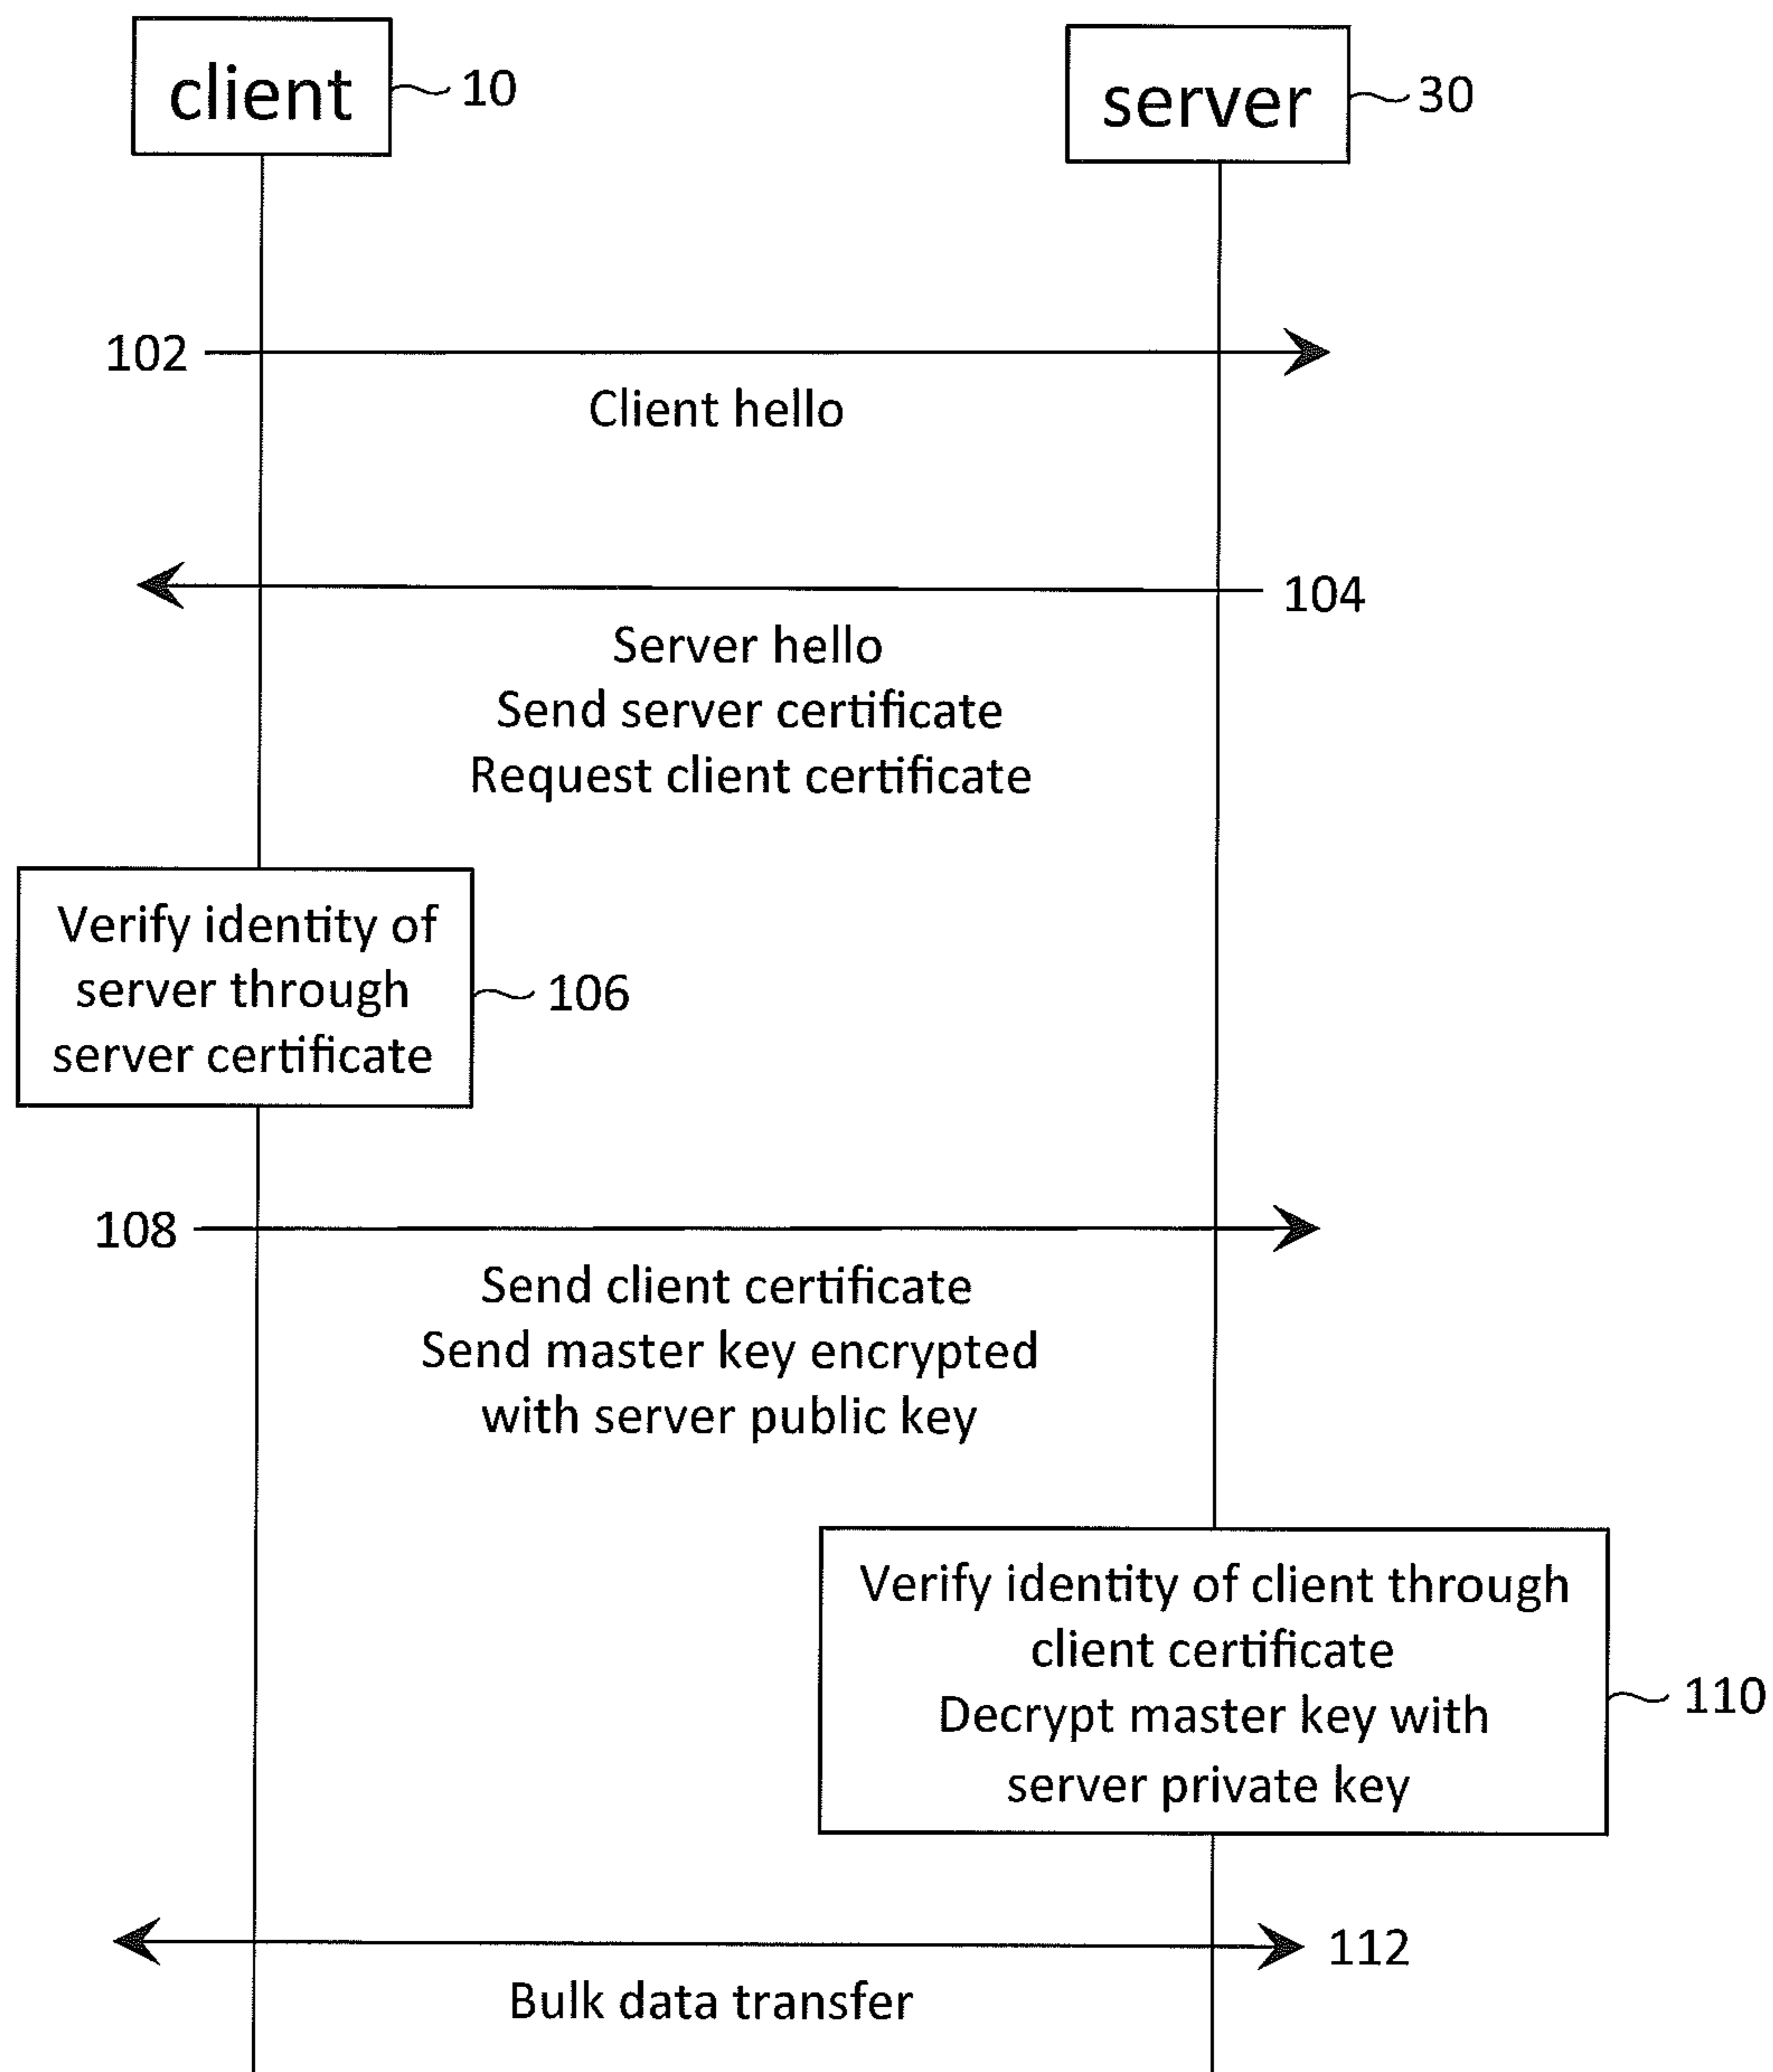 client
10
server
30
102
Client hello
104
Server hello
Send server certificate
Request client certificate
Verify identity of
server through
server certificate
106
108
Send client certificate
Send master key encrypted
with server public key
Verify identity of client through
client certificate
Decrypt master key with
server private key
110
112
Bulk data transfer